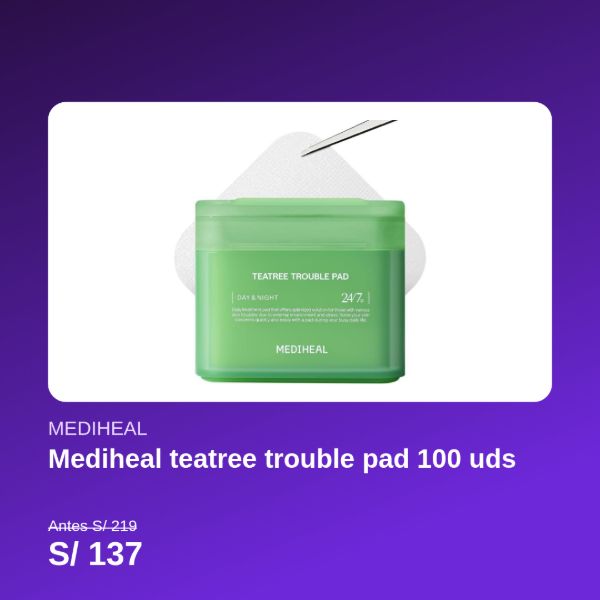 TEATREE TROUBLE PAD
DAY & NIGHT
24/7
MEDIHEAL
MEDIHEAL
Mediheal teatree trouble pad 100 uds
Antes S/ 219
S/ 137